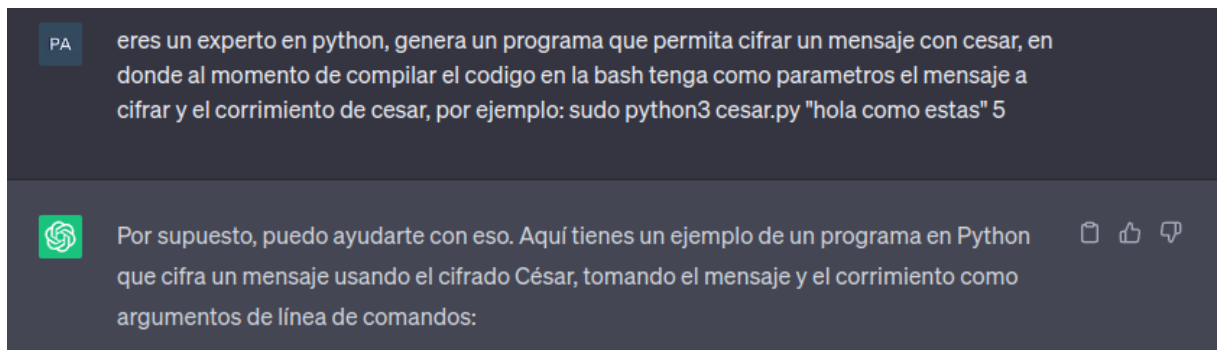 PA
eres un experto en python, genera un programa que permita cifrar un mensaje con cesar, en
donde al momento de compilar el codigo en la bash tenga como parametros el mensaje a
cifrar y el corrimiento de cesar, por ejemplo: sudo python3 cesar.py "hola como estas" 5
Por supuesto, puedo ayudarte con eso. Aquí tienes un ejemplo de un programa en Python
que cifra un mensaje usando el cifrado César, tomando el mensaje y el corrimiento como
argumentos de línea de comandos: